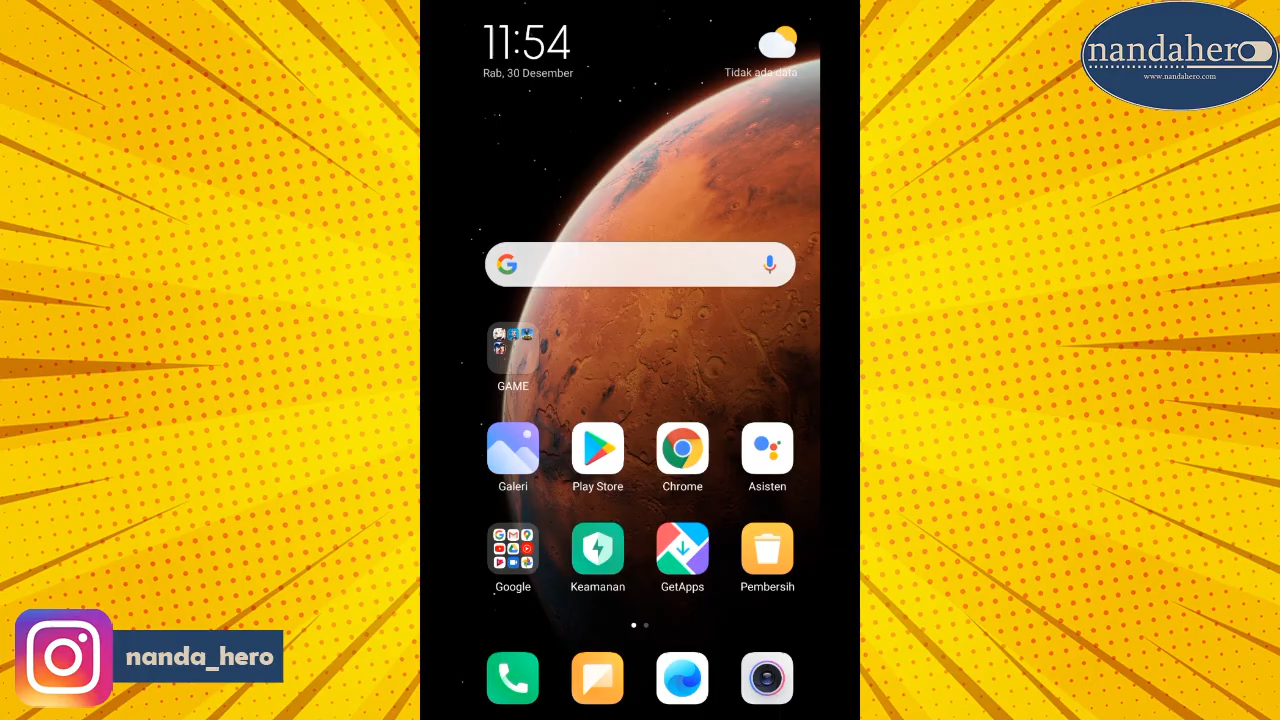 11:54
Rab, 30 Desember
Tidak ada data
nandahero
www.nandahero.com
GAME
Galeri
Play Store
Chrome
Asisten
Google
Keamanan
GetApps
Pembersih
nanda_hero